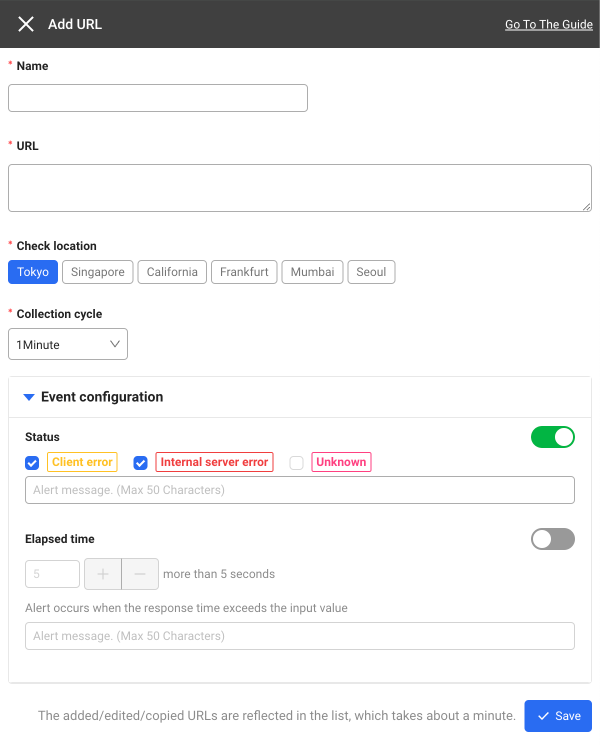 Add URL
Go To The Guide
* Name
* URL
* Check location
Tokyo Singapore California Frankfurt Mumbai Seoul
* Collection cycle
1Minute
Event configuration
Status
Client error Internal server error Unknown
Alert message. (Max 50 Characters)
Elapsed time
5 + − more than 5 seconds
Alert occurs when the response time exceeds the input value
Alert message. (Max 50 Characters)
The added/edited/copied URLs are reflected in the list, which takes about a minute.
Save